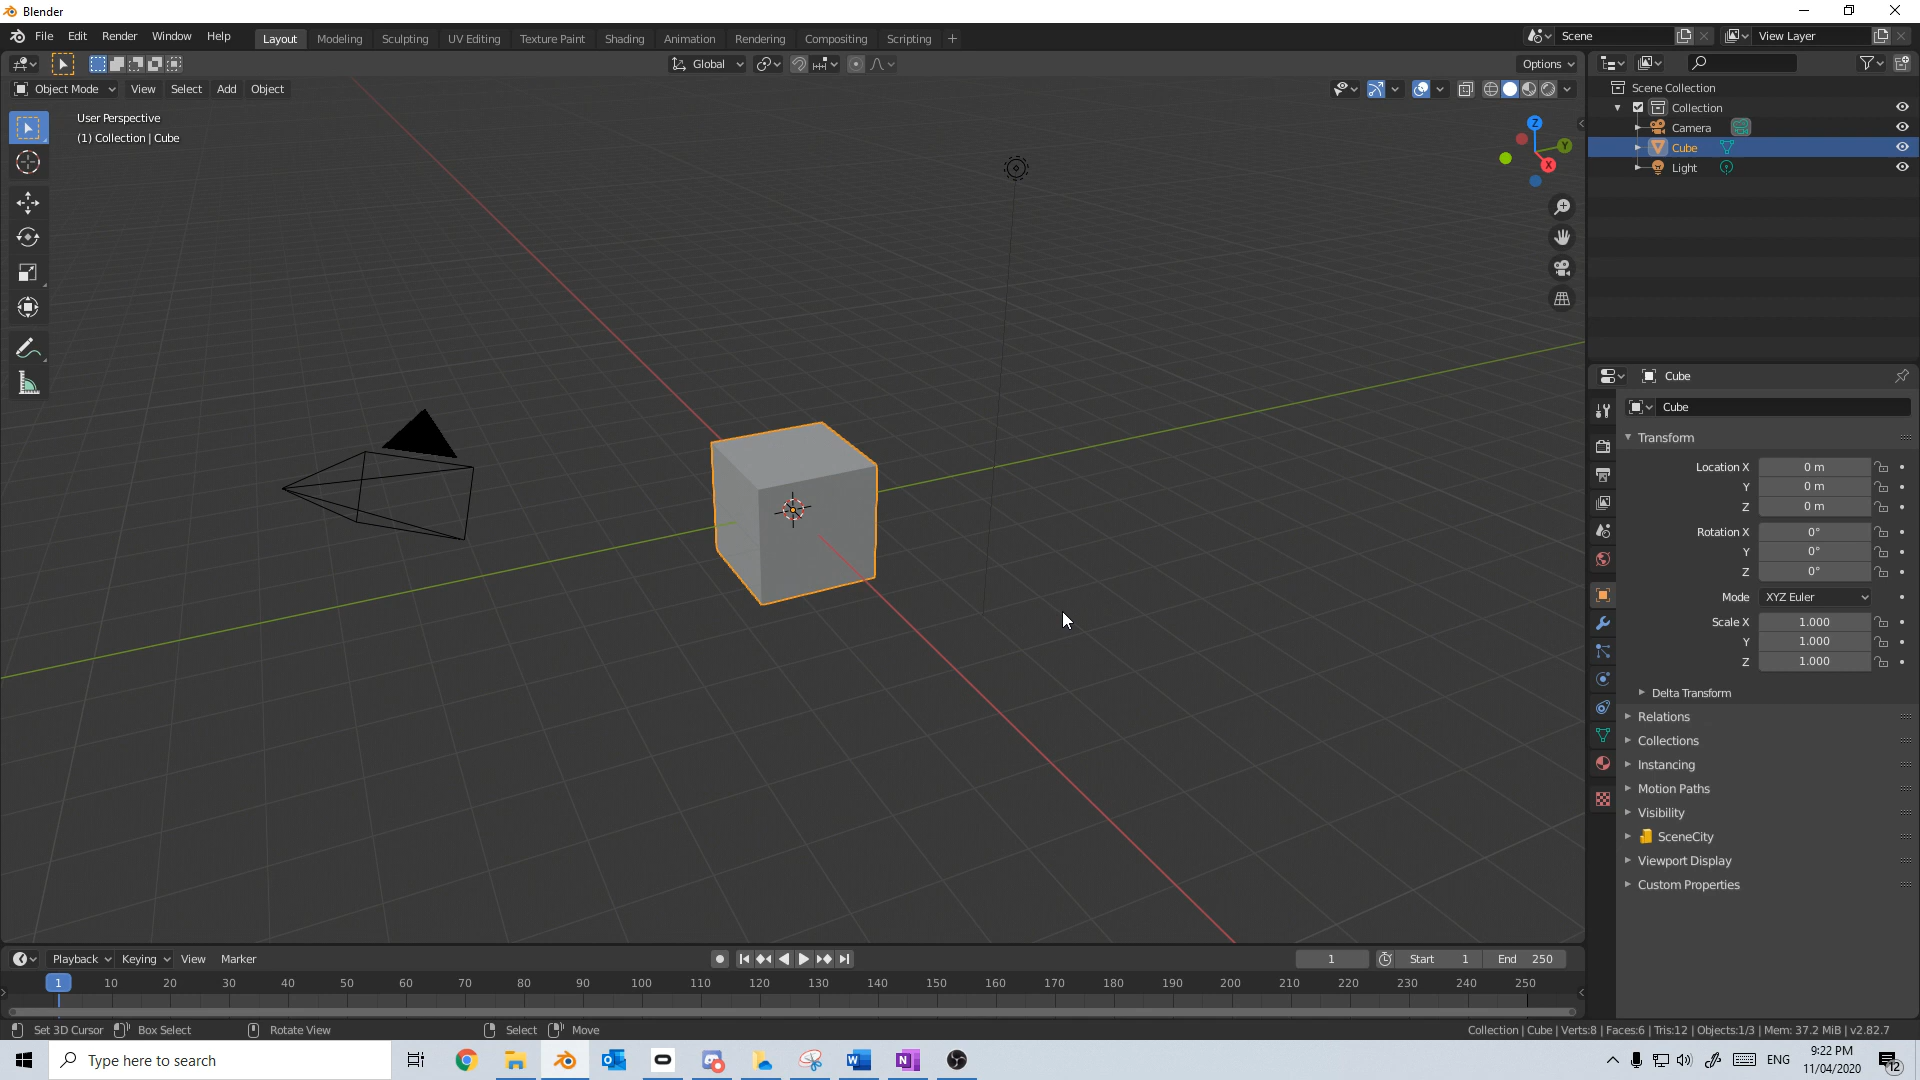 Blender
File Edit Render Window Help
Layout Modeling Sculpting UV Editing Texture Paint Shading Animation Rendering Compositing Scripting +
Scene
View Layer
Global
Options
Object Mode View Select Add Object
User Perspective
(1) Collection | Cube
Z
Y
X
Scene Collection
Collection
Camera
Cube
Light
Cube
Cube
Transform
Location X 0 m
Y 0 m
Z 0 m
Rotation X 0°
Y 0°
Z 0°
Mode XYZ Euler
Scale X 1.000
Y 1.000
Z 1.000
Delta Transform
Relations
Collections
Instancing
Motion Paths
Visibility
SceneCity
Viewport Display
Custom Properties
Playback Keying View Marker
1 Start 1 End 250
1 10 20 30 40 50 60 70 80 90 100 110 120 130 140 150 160 170 180 190 200 210 220 230 240 250
Set 3D Cursor Box Select Rotate View Select Move
Collection | Cube | Verts:8 | Faces:6 | Tris:12 | Objects:1/3 | Mem: 37.2 MiB | v2.82.7
Type here to search
ENG
9:22 PM
11/04/2020
12